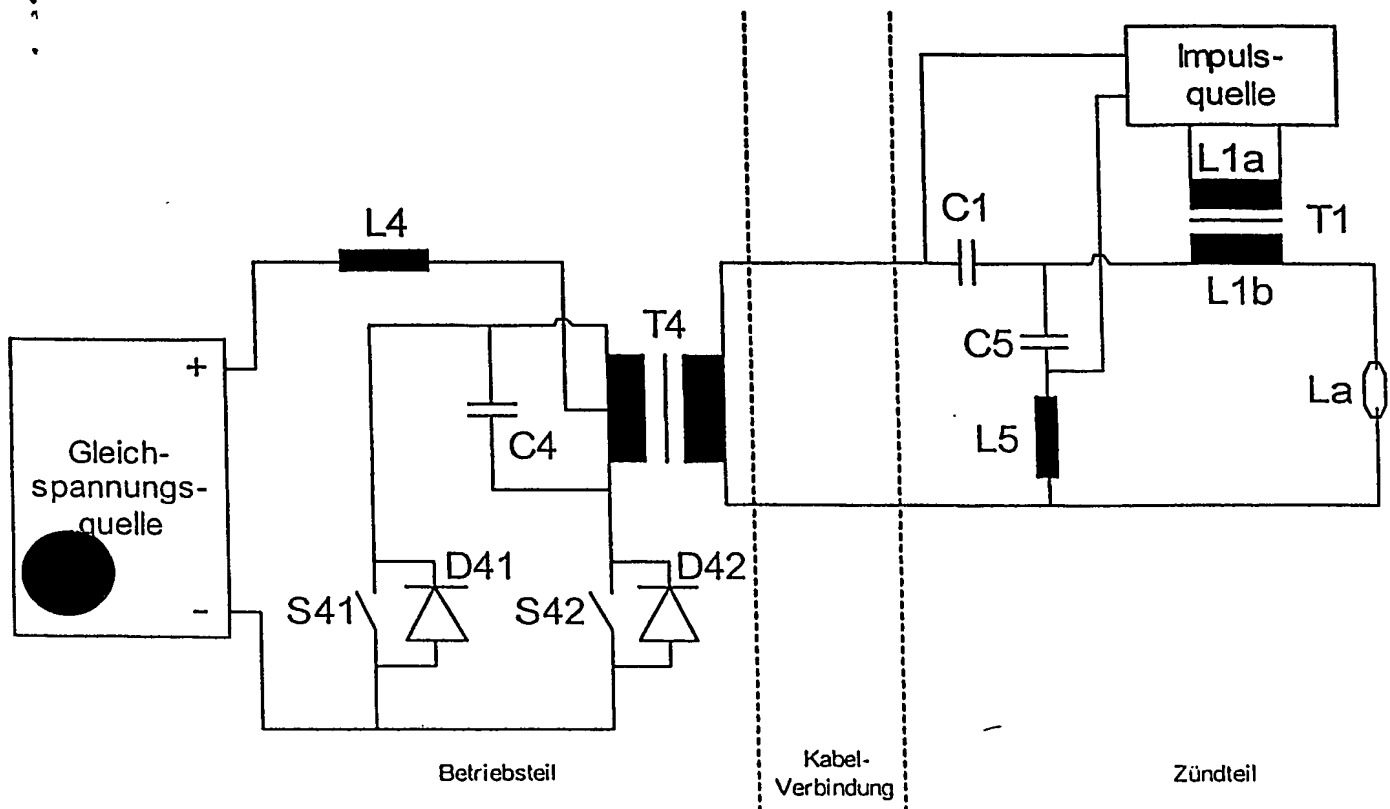 Impuls-
quelle
L1a
C1
T1
L4
L1b
T4
+
C5
La
C4
L5
Gleich-
spannungs-
quelle
D41
D42
S41
S42
−
Betriebsteil
Kabel-
Verbindung
Zündteil